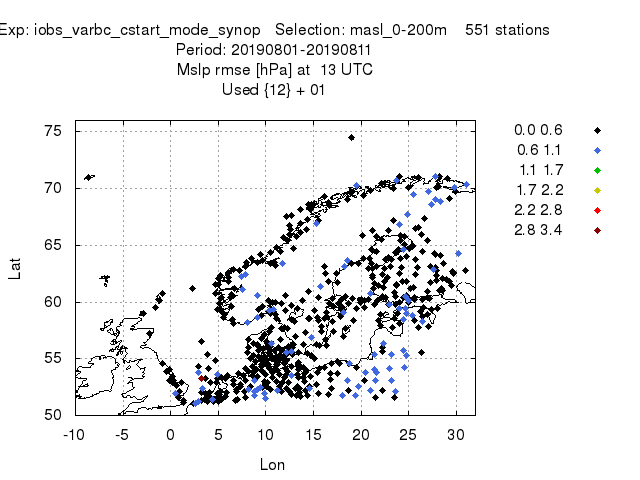 Exp: iobs_varbc_cstart_mode_synop Selection: masl_0-200m 551 stations
Period: 20190801-20190811
Mslp rmse [hPa] at 13 UTC
Used {12} + 01
0.0 0.6
0.6 1.1
1.1 1.7
1.7 2.2
2.2 2.8
2.8 3.4
75
70
65
60
55
50
Lat
-10 -5 0 5 10 15 20 25 30
Lon